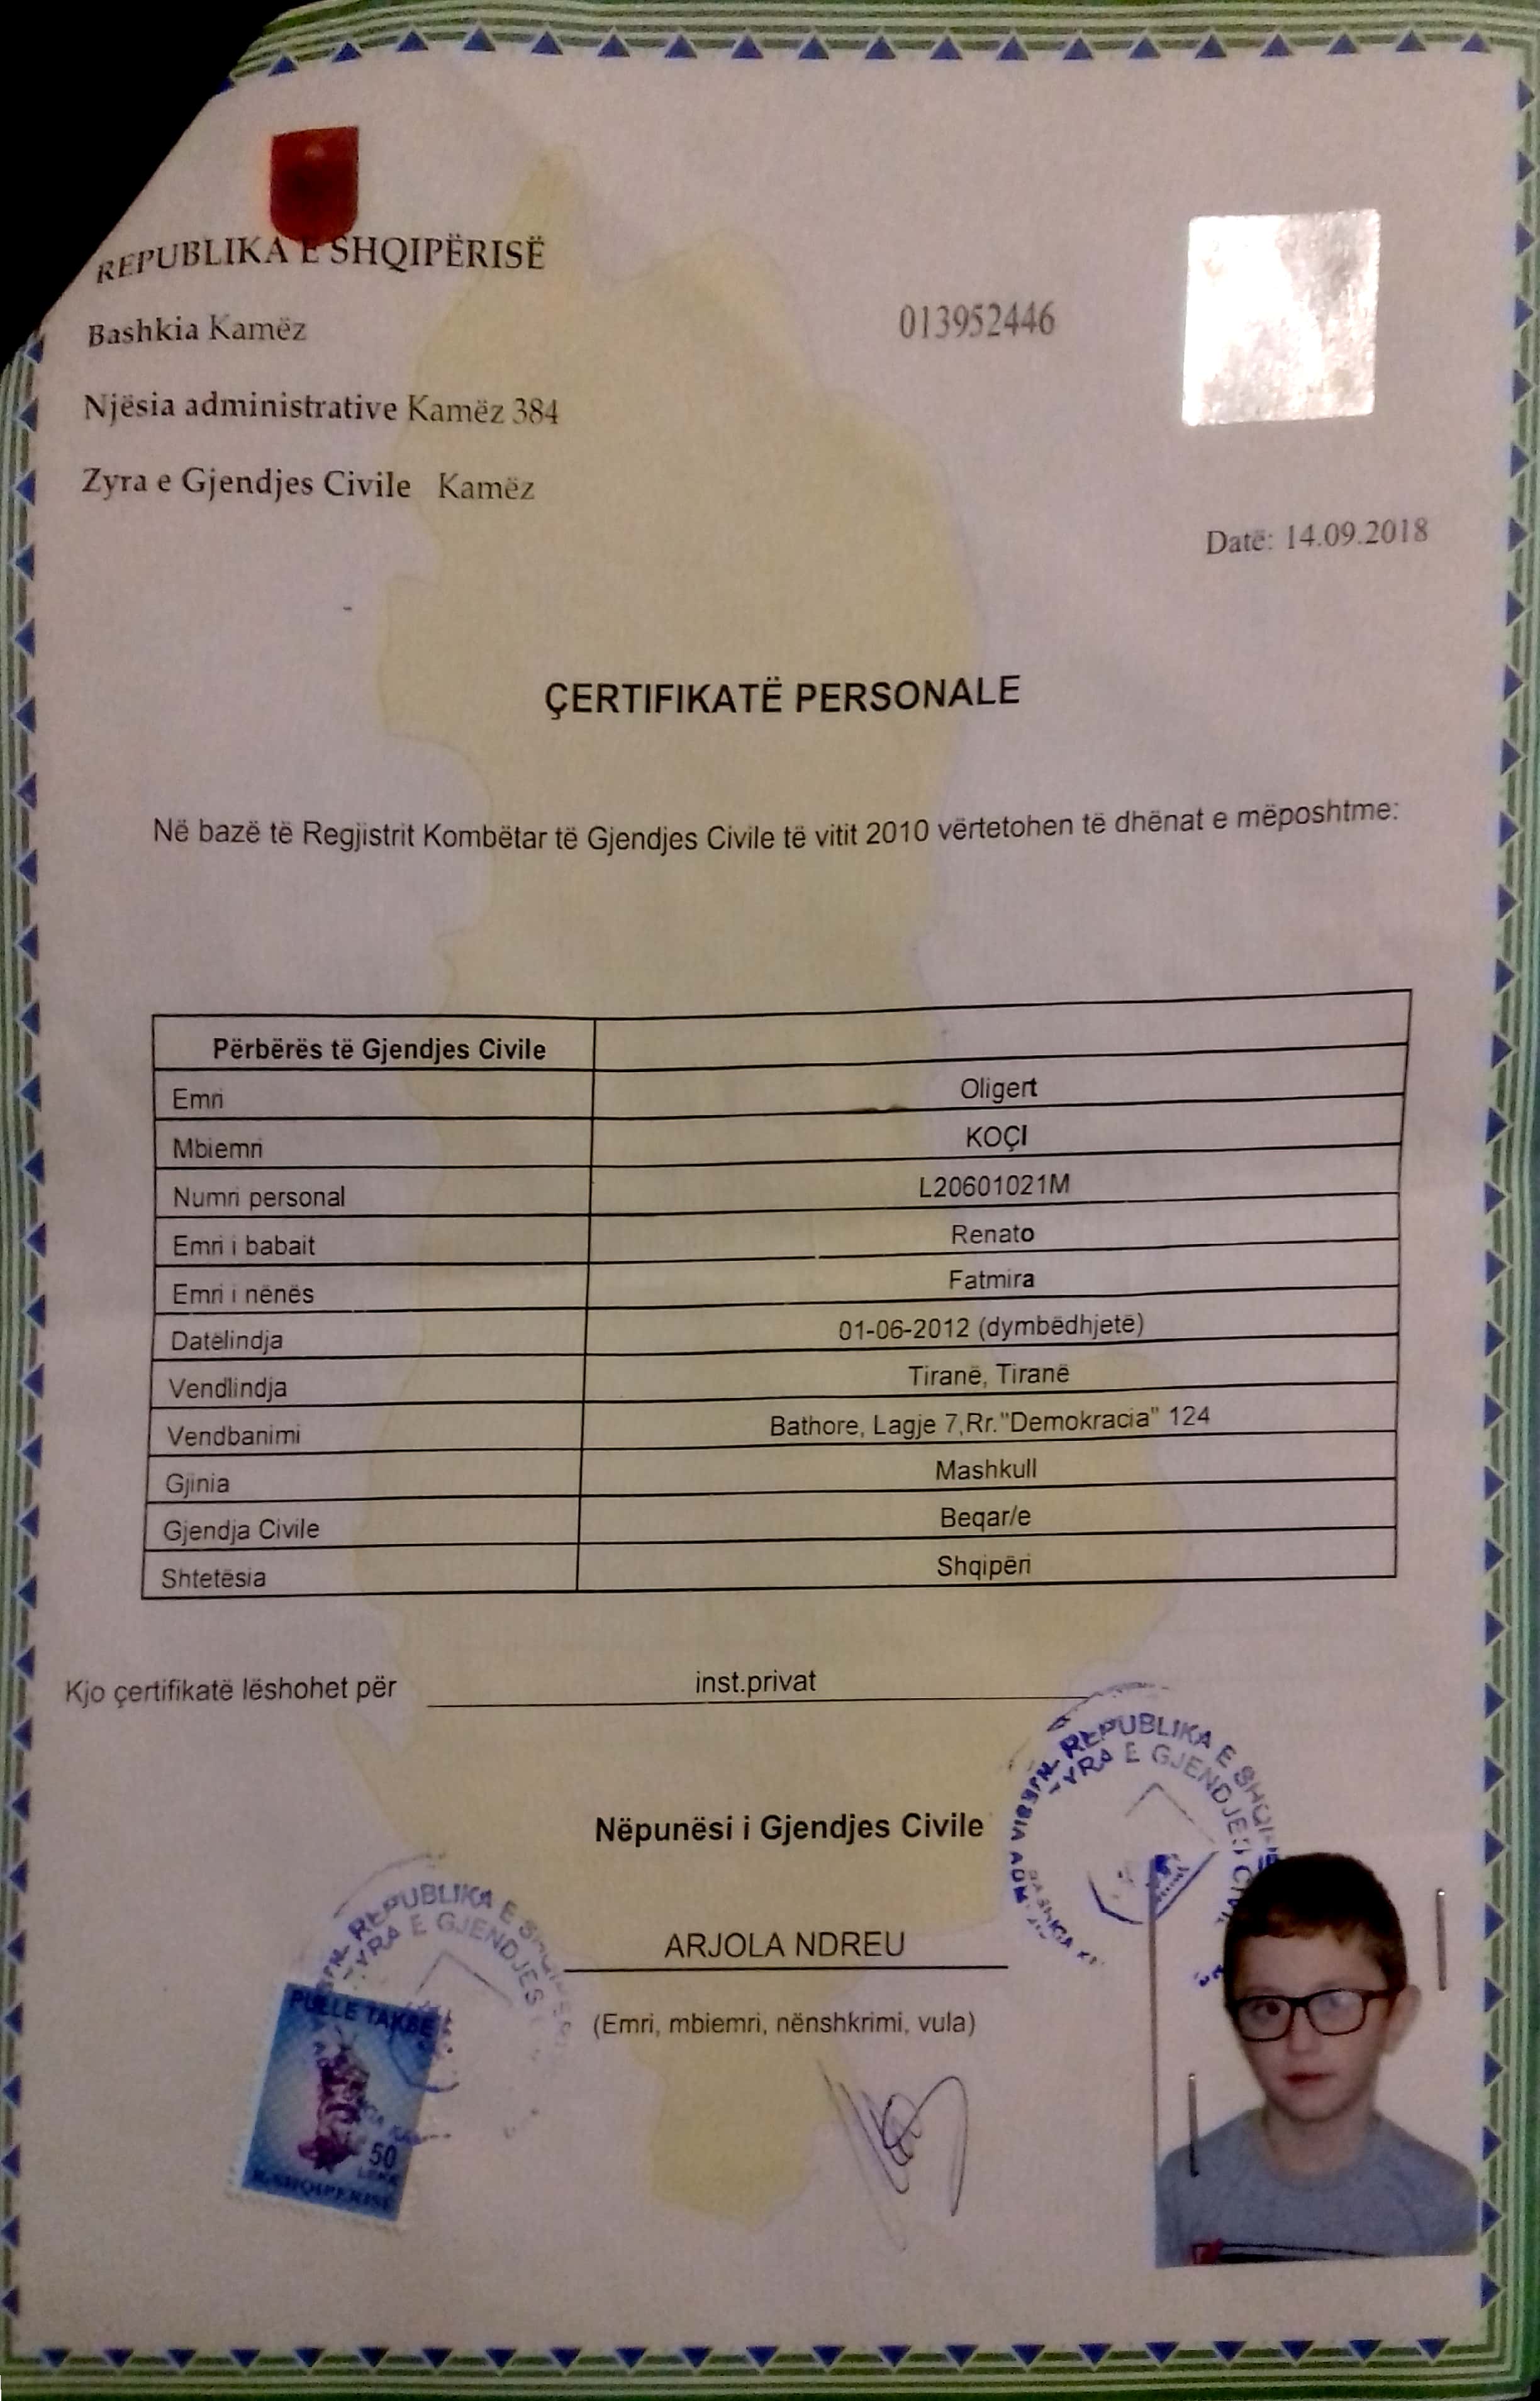 REPUBLIKA E SHQIPËRISË
Bashkia Kamëz
013952446
Njësia administrative Kamëz 384
Zyra e Gjendjes Civile Kamëz
Datë: 14.09.2018
ÇERTIFIKATË PERSONALE
Në bazë të Regjistrit Kombëtar të Gjendjes Civile të vitit 2010 vërtetohen të dhënat e mëposhtme:
Përbërës të Gjendjes Civile
Emri Oligert
Mbiemri KOÇI
Numri personal L20601021M
Emri i babait Renato
Emri i nënës Fatmira
Datëlindja 01-06-2012 (dymbëdhjetë)
Vendlindja Tiranë, Tiranë
Vendbanimi Bathore, Lagje 7,Rr."Demokracia" 124
Gjinia Mashkull
Gjendja Civile Beqar/e
Shtetësia Shqipëri
Kjo çertifikatë lëshohet për inst.privat
REPUBLIKA E
ZYRA E GJENDJES
Nëpunësi i Gjendjes Civile
REPUBLIKA E
ZYRA E GJENDJES
ARJOLA NDREU
(Emri, mbiemri, nënshkrimi, vula)
PULLË TAKSE
50
LEKË
R.SHQIPERISE